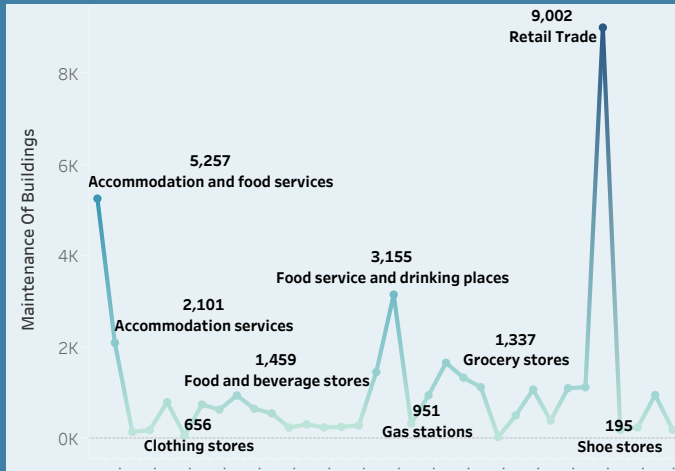 9,002
Retail Trade
8K
Maintenance Of Buildings
6K
5,257
Accommodation and food services
4K
3,155
Food service and drinking places
2,101
Accommodation services
2K
1,337
Grocery stores
1,459
Food and beverage stores
951
Gas stations
656
Clothing stores
195
Shoe stores
0K